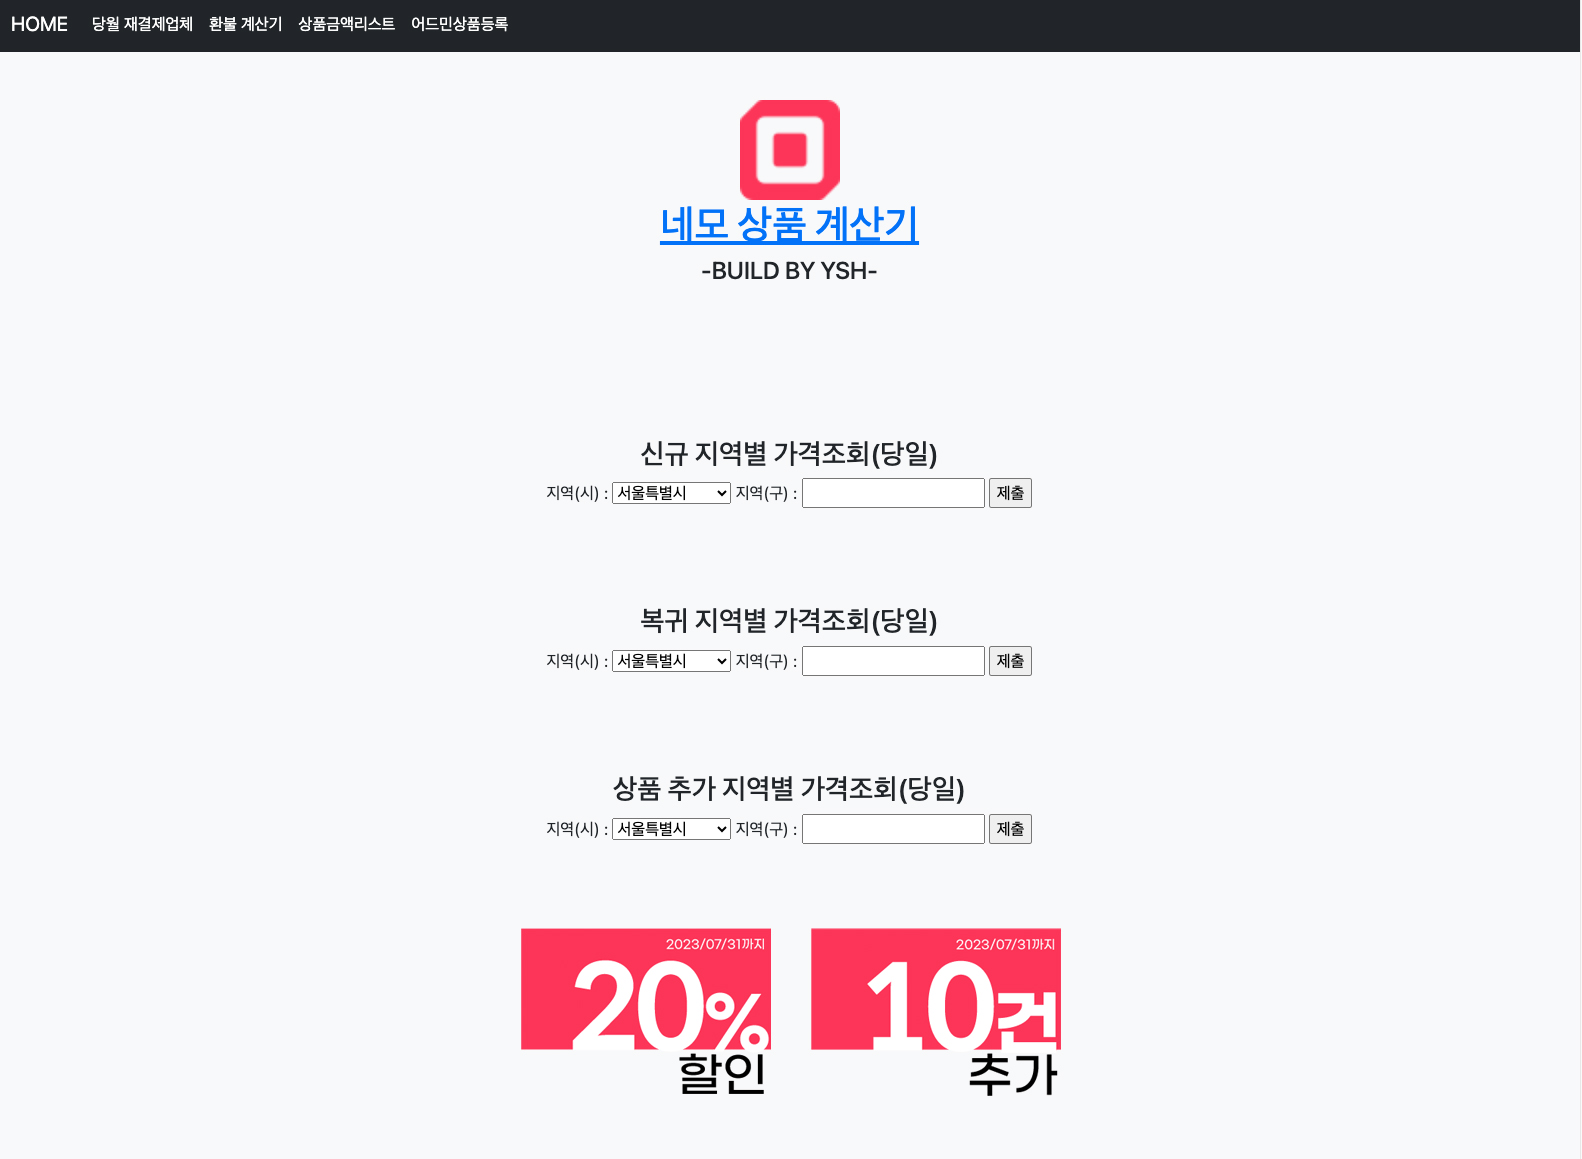 HOME 당월 재결제업체 환불 계산기 상품금액리스트 어드민상품등록
네모 상품 계산기
-BUILD BY YSH-
신규 지역별 가격조회(당일)
지역(시) : 서울특별시 지역(구) : 제출
복귀 지역별 가격조회(당일)
지역(시) : 서울특별시 지역(구) : 제출
상품 추가 지역별 가격조회(당일)
지역(시) : 서울특별시 지역(구) : 제출
2023/07/31까지
20%
할인
2023/07/31까지
10건
추가